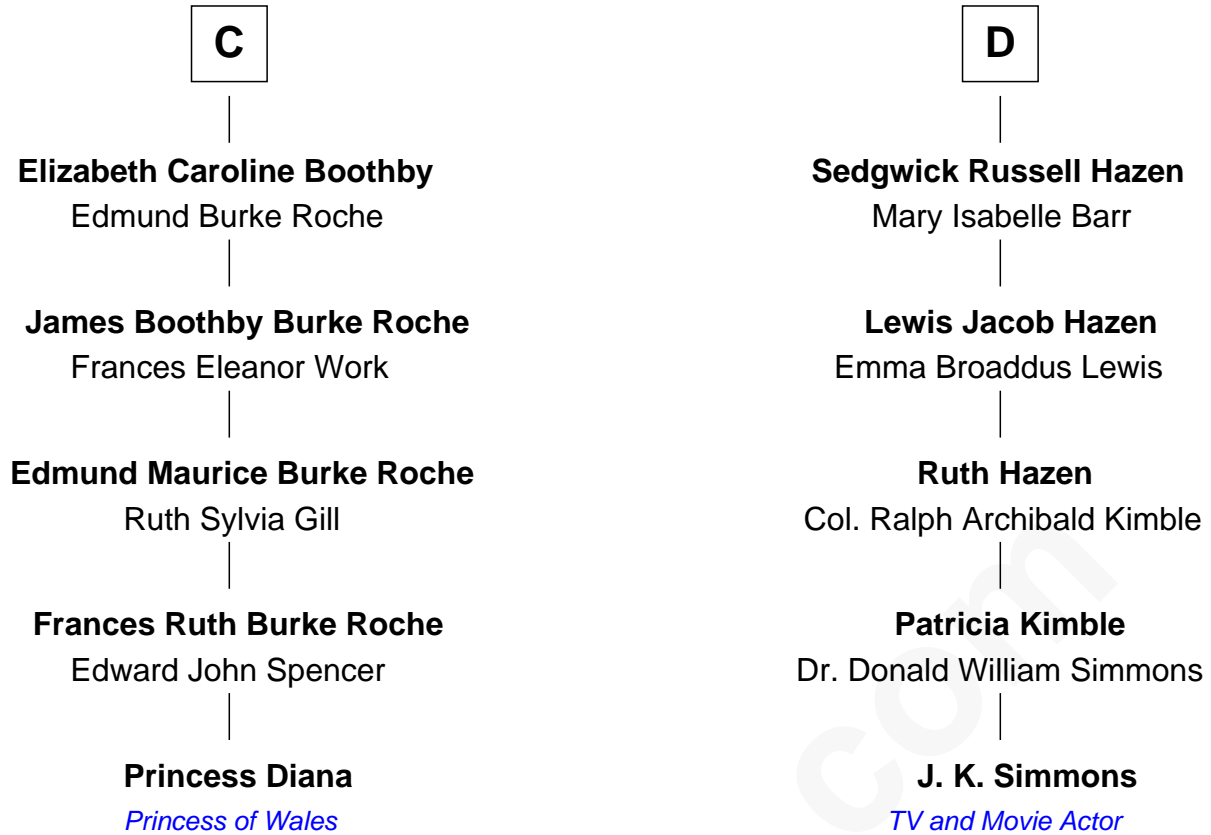 C
Elizabeth Caroline Boothby
Edmund Burke Roche
James Boothby Burke Roche
Frances Eleanor Work
Edmund Maurice Burke Roche
Ruth Sylvia Gill
Frances Ruth Burke Roche
Edward John Spencer
Princess Diana
Princess of Wales
D
Sedgwick Russell Hazen
Mary Isabelle Barr
Lewis Jacob Hazen
Emma Broaddus Lewis
Ruth Hazen
Col. Ralph Archibald Kimble
Patricia Kimble
Dr. Donald William Simmons
J. K. Simmons
TV and Movie Actor
com